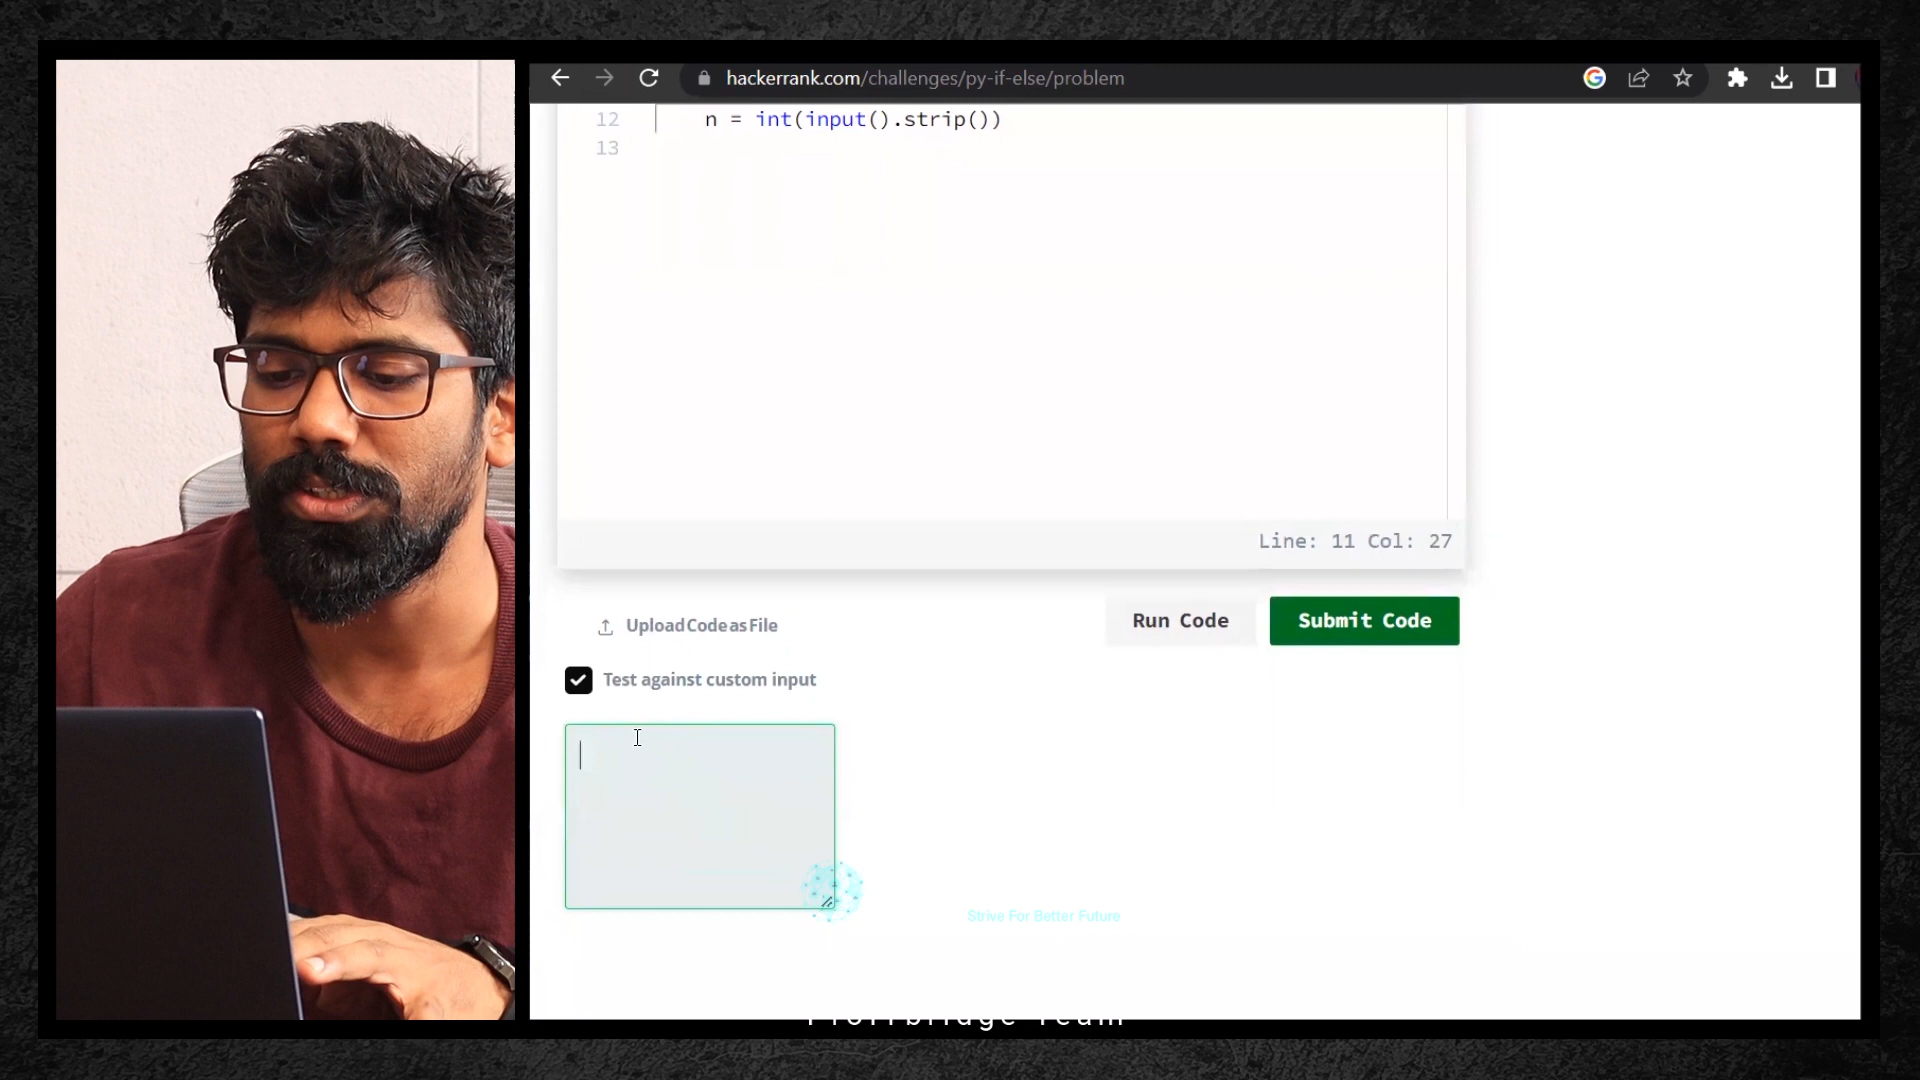 hackerrank.com/challenges/py-if-else/problem
12 n = int(input().strip())
13
Line: 11 Col: 27
Upload Code as File
Run Code
Submit Code
Test against custom input
Strive For Better Future
Team